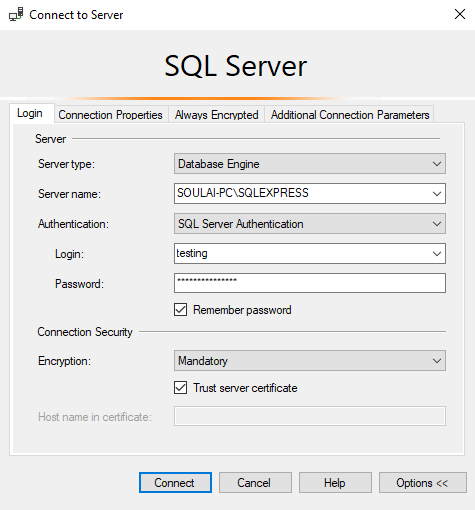 Connect to Server
SQL Server
Login Connection Properties Always Encrypted Additional Connection Parameters
Server
Server type: Database Engine
Server name: SOULAI-PC\SQLEXPRESS
Authentication: SQL Server Authentication
Login: testing
Password: ***************
Remember password
Connection Security
Encryption: Mandatory
Trust server certificate
Host name in certificate:
Connect Cancel Help Options <<